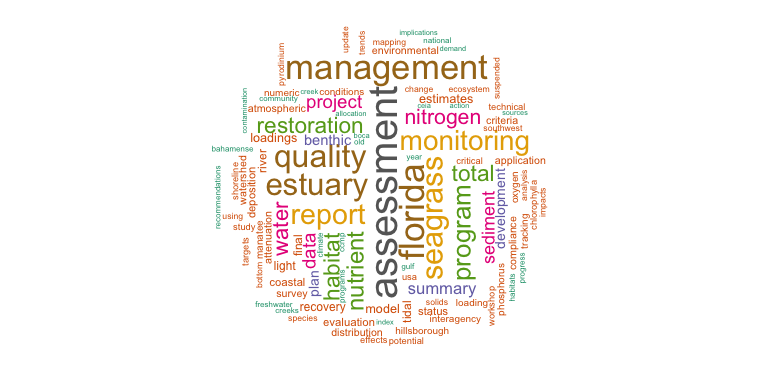 implications
national
demand
update
trends
mapping
environmental
pyrodinium
management
suspended
numeric
creek
conditions
change
ecosystem
contamination
community
project
estimates
ceia
action
technical
atmospheric
allocation
nitrogen
sources
criteria
southwest
restoration
loadings
benthic
boca
old
assessment
monitoring
bahamense
river
quality
year
critical
application
recommendations
shoreline
watershed
deposition
estuary
florida
seagrass
total
program
development
oxygen
analysis
chlorophylla
impacts
using
study
water
report
sediment
targets
manatee
attenuation
bottom
final
data
climate
habitat
ccmp
nutrient
compliance
tracking
progress
habitats
light
gulf
usa
coastal
plan
programs
summary
phosphorus
workshop
survey
freshwater
creeks
recovery
model
tidal
solids
loading
status
species
evaluation
index
interagency
distribution
hillsborough
effects
potential